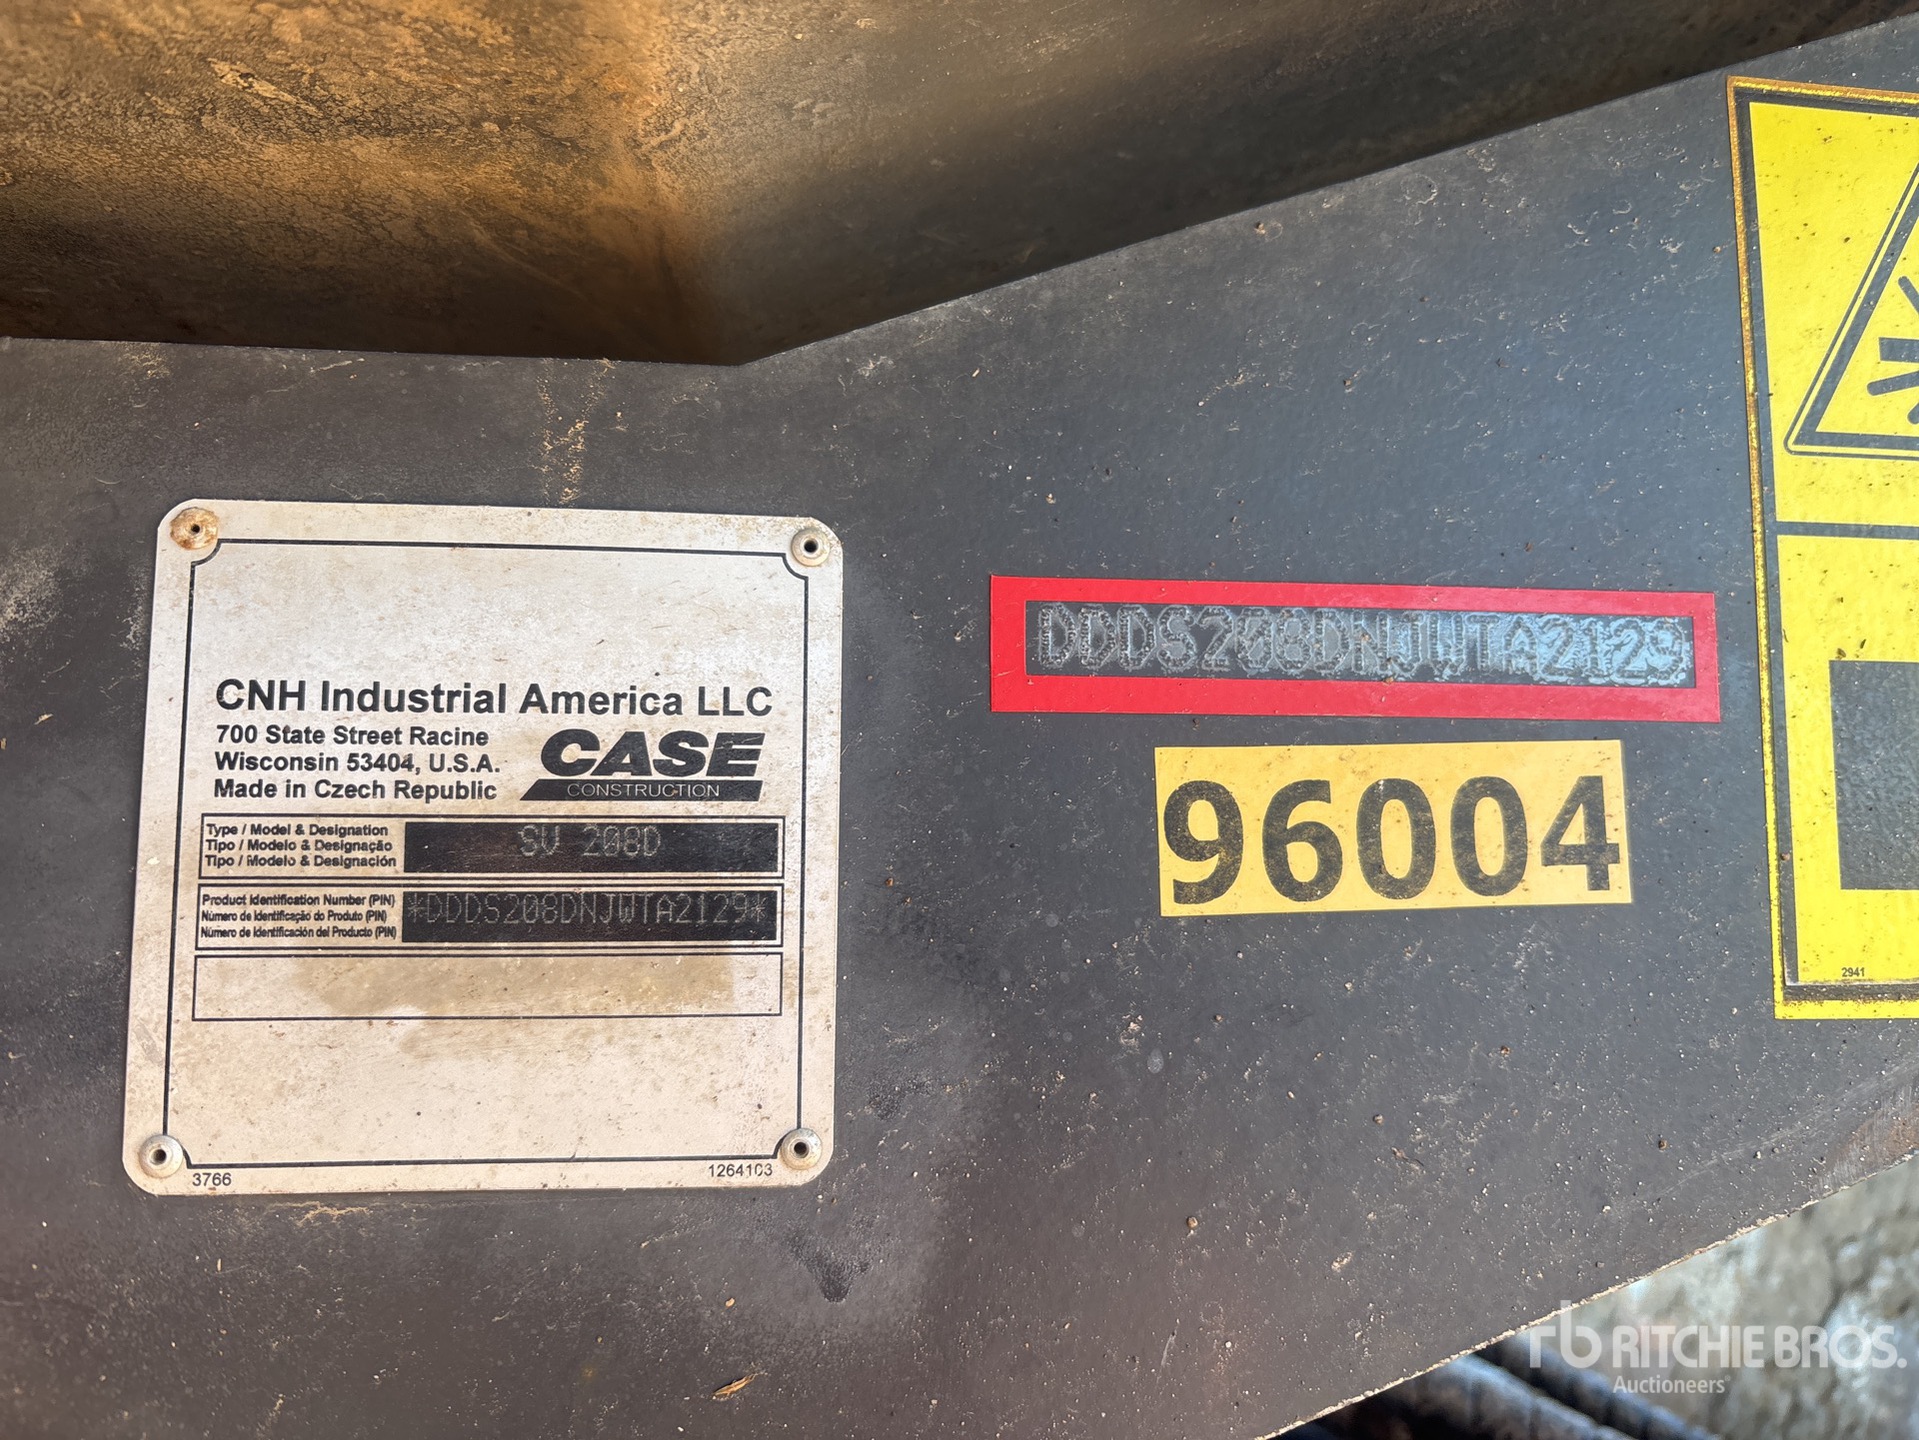 CNH Industrial America LLC
700 State Street Racine
Wisconsin 53404, U.S.A.
Made in Czech Republic
CASE
CONSTRUCTION
Type / Model & Designation
Tipo / Modelo & Designação
Tipo / Modelo & Designación
SV 208D
Product Identification Number (PIN)
Número de Identificação do Produto (PIN)
Número de Identificación del Producto (PIN)
*DDDS208DNJWTA2129*
3766
1264103
DDDS208DNJWTA2129
96004
2941
rb RITCHIE BROS.
Auctioneers